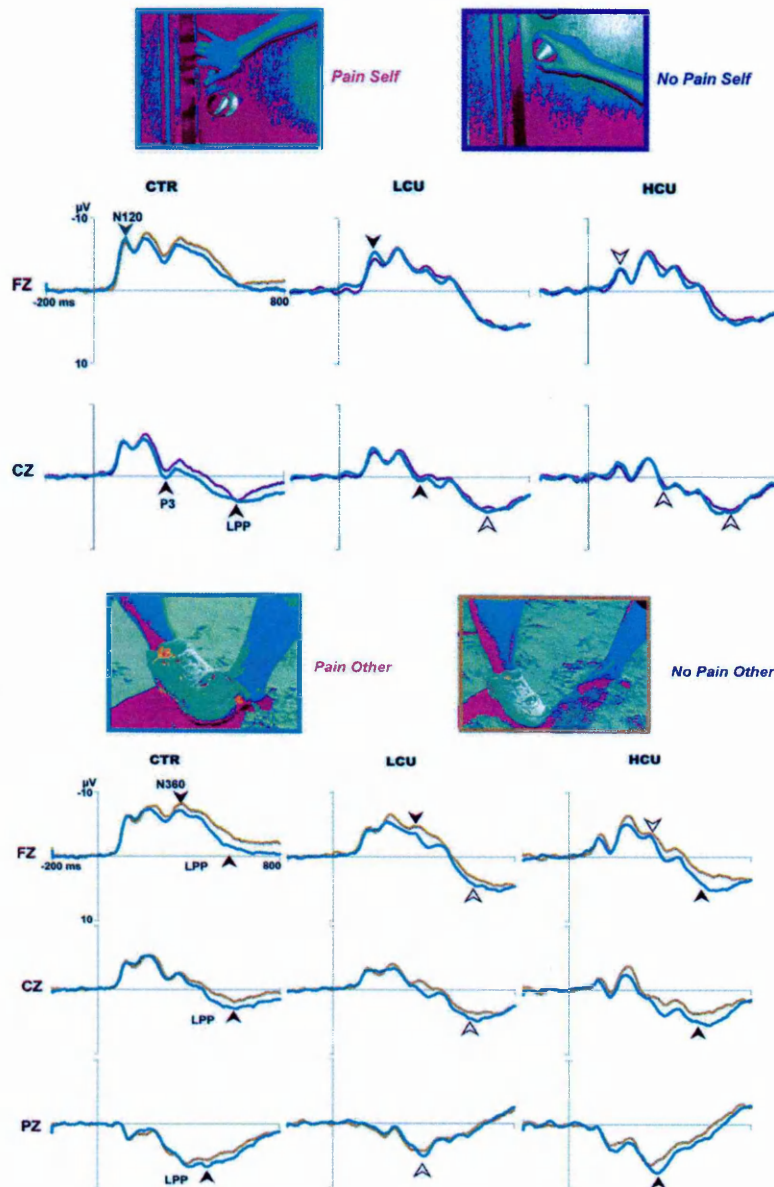 Pain Self
No Pain Self
CTR LCU HCU
µV
-10 N120
FZ
-200 ms 800
10
CZ
P3
LPP
Pain Other
No Pain Other
CTR LCU HCU
µV
-10 N360
FZ
-200 ms LPP 800
10
CZ
LPP
PZ
LPP